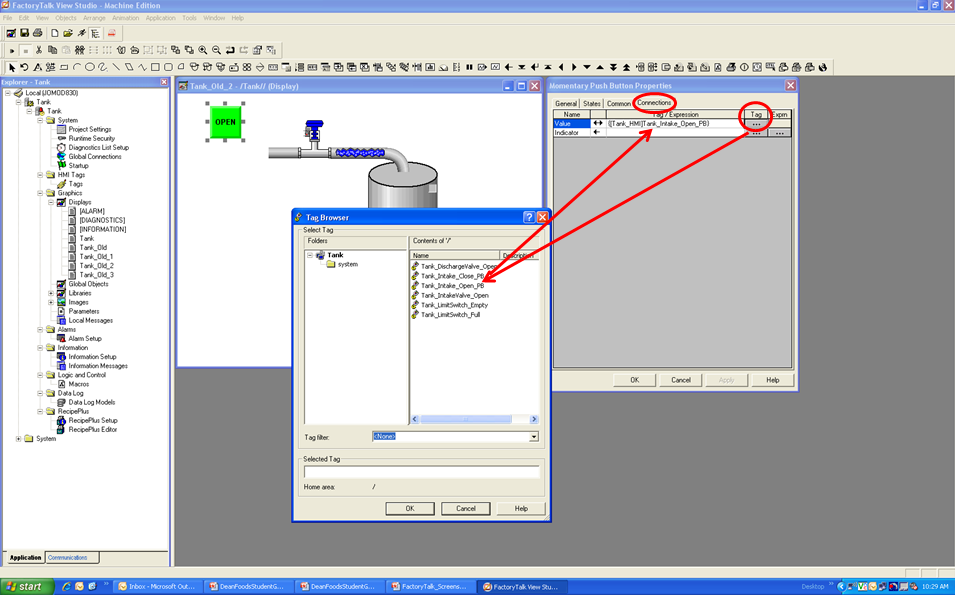 FactoryTalk View Studio - Machine Edition
File Edit View Objects Arrange Animation Application Tools Window Help
Explorer - Tank
Local (UOMOD830)
Tank
Tank
System
Project Settings
Runtime Security
Diagnostics List Setup
Global Connections
Startup
HMI Tags
Tags
Graphics
Displays
[ALARM]
[DIAGNOSTICS]
[INFORMATION]
Tank
Tank_Old
Tank_Old_1
Tank_Old_2
Tank_Old_3
Global Objects
Libraries
Images
Parameters
Local Messages
Alarms
Alarm Setup
Information
Information Setup
Information Messages
Logic and Control
Macros
Data Log
Data Log Models
RecipePlus
RecipePlus Setup
RecipePlus Editor
System
Application Communications
Tank_Old_2 - /Tank// (Display)
OPEN
Momentary Push Button Properties
General States Common Connections
Name Tag / Expression Tag Exprn
Value {[Tank_HMI]Tank_Intake_Open_PB} ...
Indicator ... ...
OK Cancel Apply Help
Tag Browser
Select Tag
Folders
Tank
system
Contents of '/'
Name Description
Tank_DischargeValve_Open
Tank_Intake_Close_PB
Tank_Intake_Open_PB
Tank_IntakeValve_Open
Tank_LimitSwitch_Empty
Tank_LimitSwitch_Full
Tag filter: <None>
Selected Tag
Home area: /
OK Cancel Help
start
Inbox - Microsoft Out...
DeanFoodsStudentG...
DeanFoodsStudentG...
FactoryTalk_Screens...
FactoryTalk View Stu...
Desktop
10:29 AM